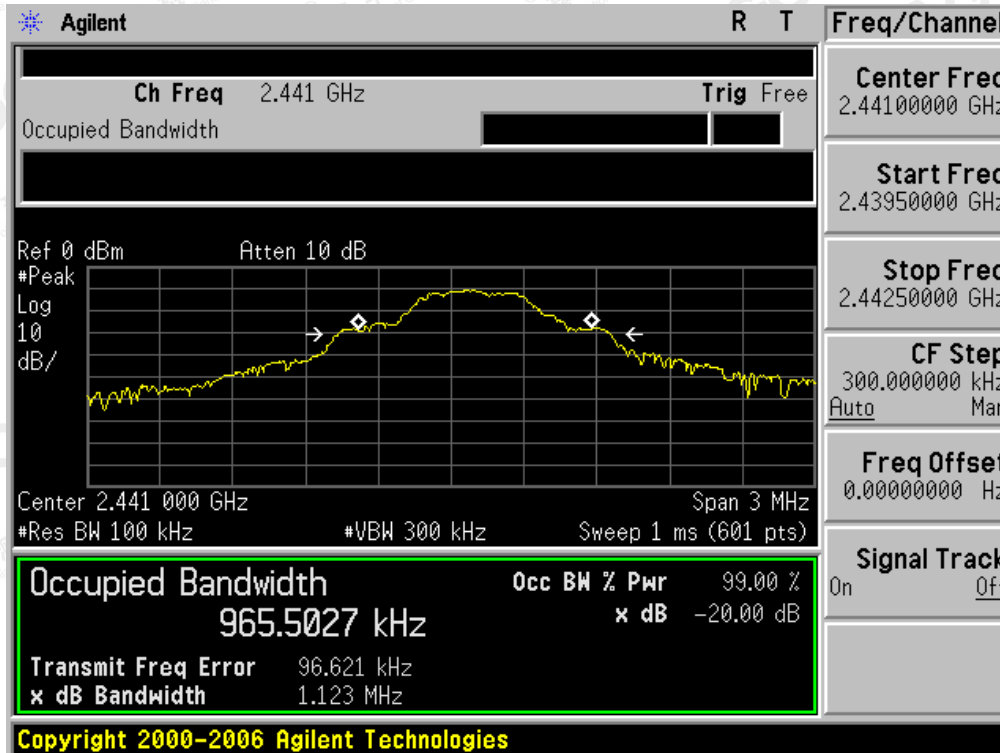 Agilent R T Freq/Channel
Ch Freq 2.441 GHz Trig Free
Occupied Bandwidth
Center Freq
2.44100000 GHz
Start Freq
2.43950000 GHz
Stop Freq
2.44250000 GHz
CF Step
300.000000 kHz
Auto Man
Freq Offset
0.00000000 Hz
Signal Track
On Off
Ref 0 dBm Atten 10 dB
#Peak
Log
10
dB/
Center 2.441 000 GHz Span 3 MHz
#Res BW 100 kHz #VBW 300 kHz Sweep 1 ms (601 pts)
Occupied Bandwidth Occ BW % Pwr 99.00 %
965.5027 kHz x dB -20.00 dB
Transmit Freq Error 96.621 kHz
x dB Bandwidth 1.123 MHz
Copyright 2000-2006 Agilent Technologies